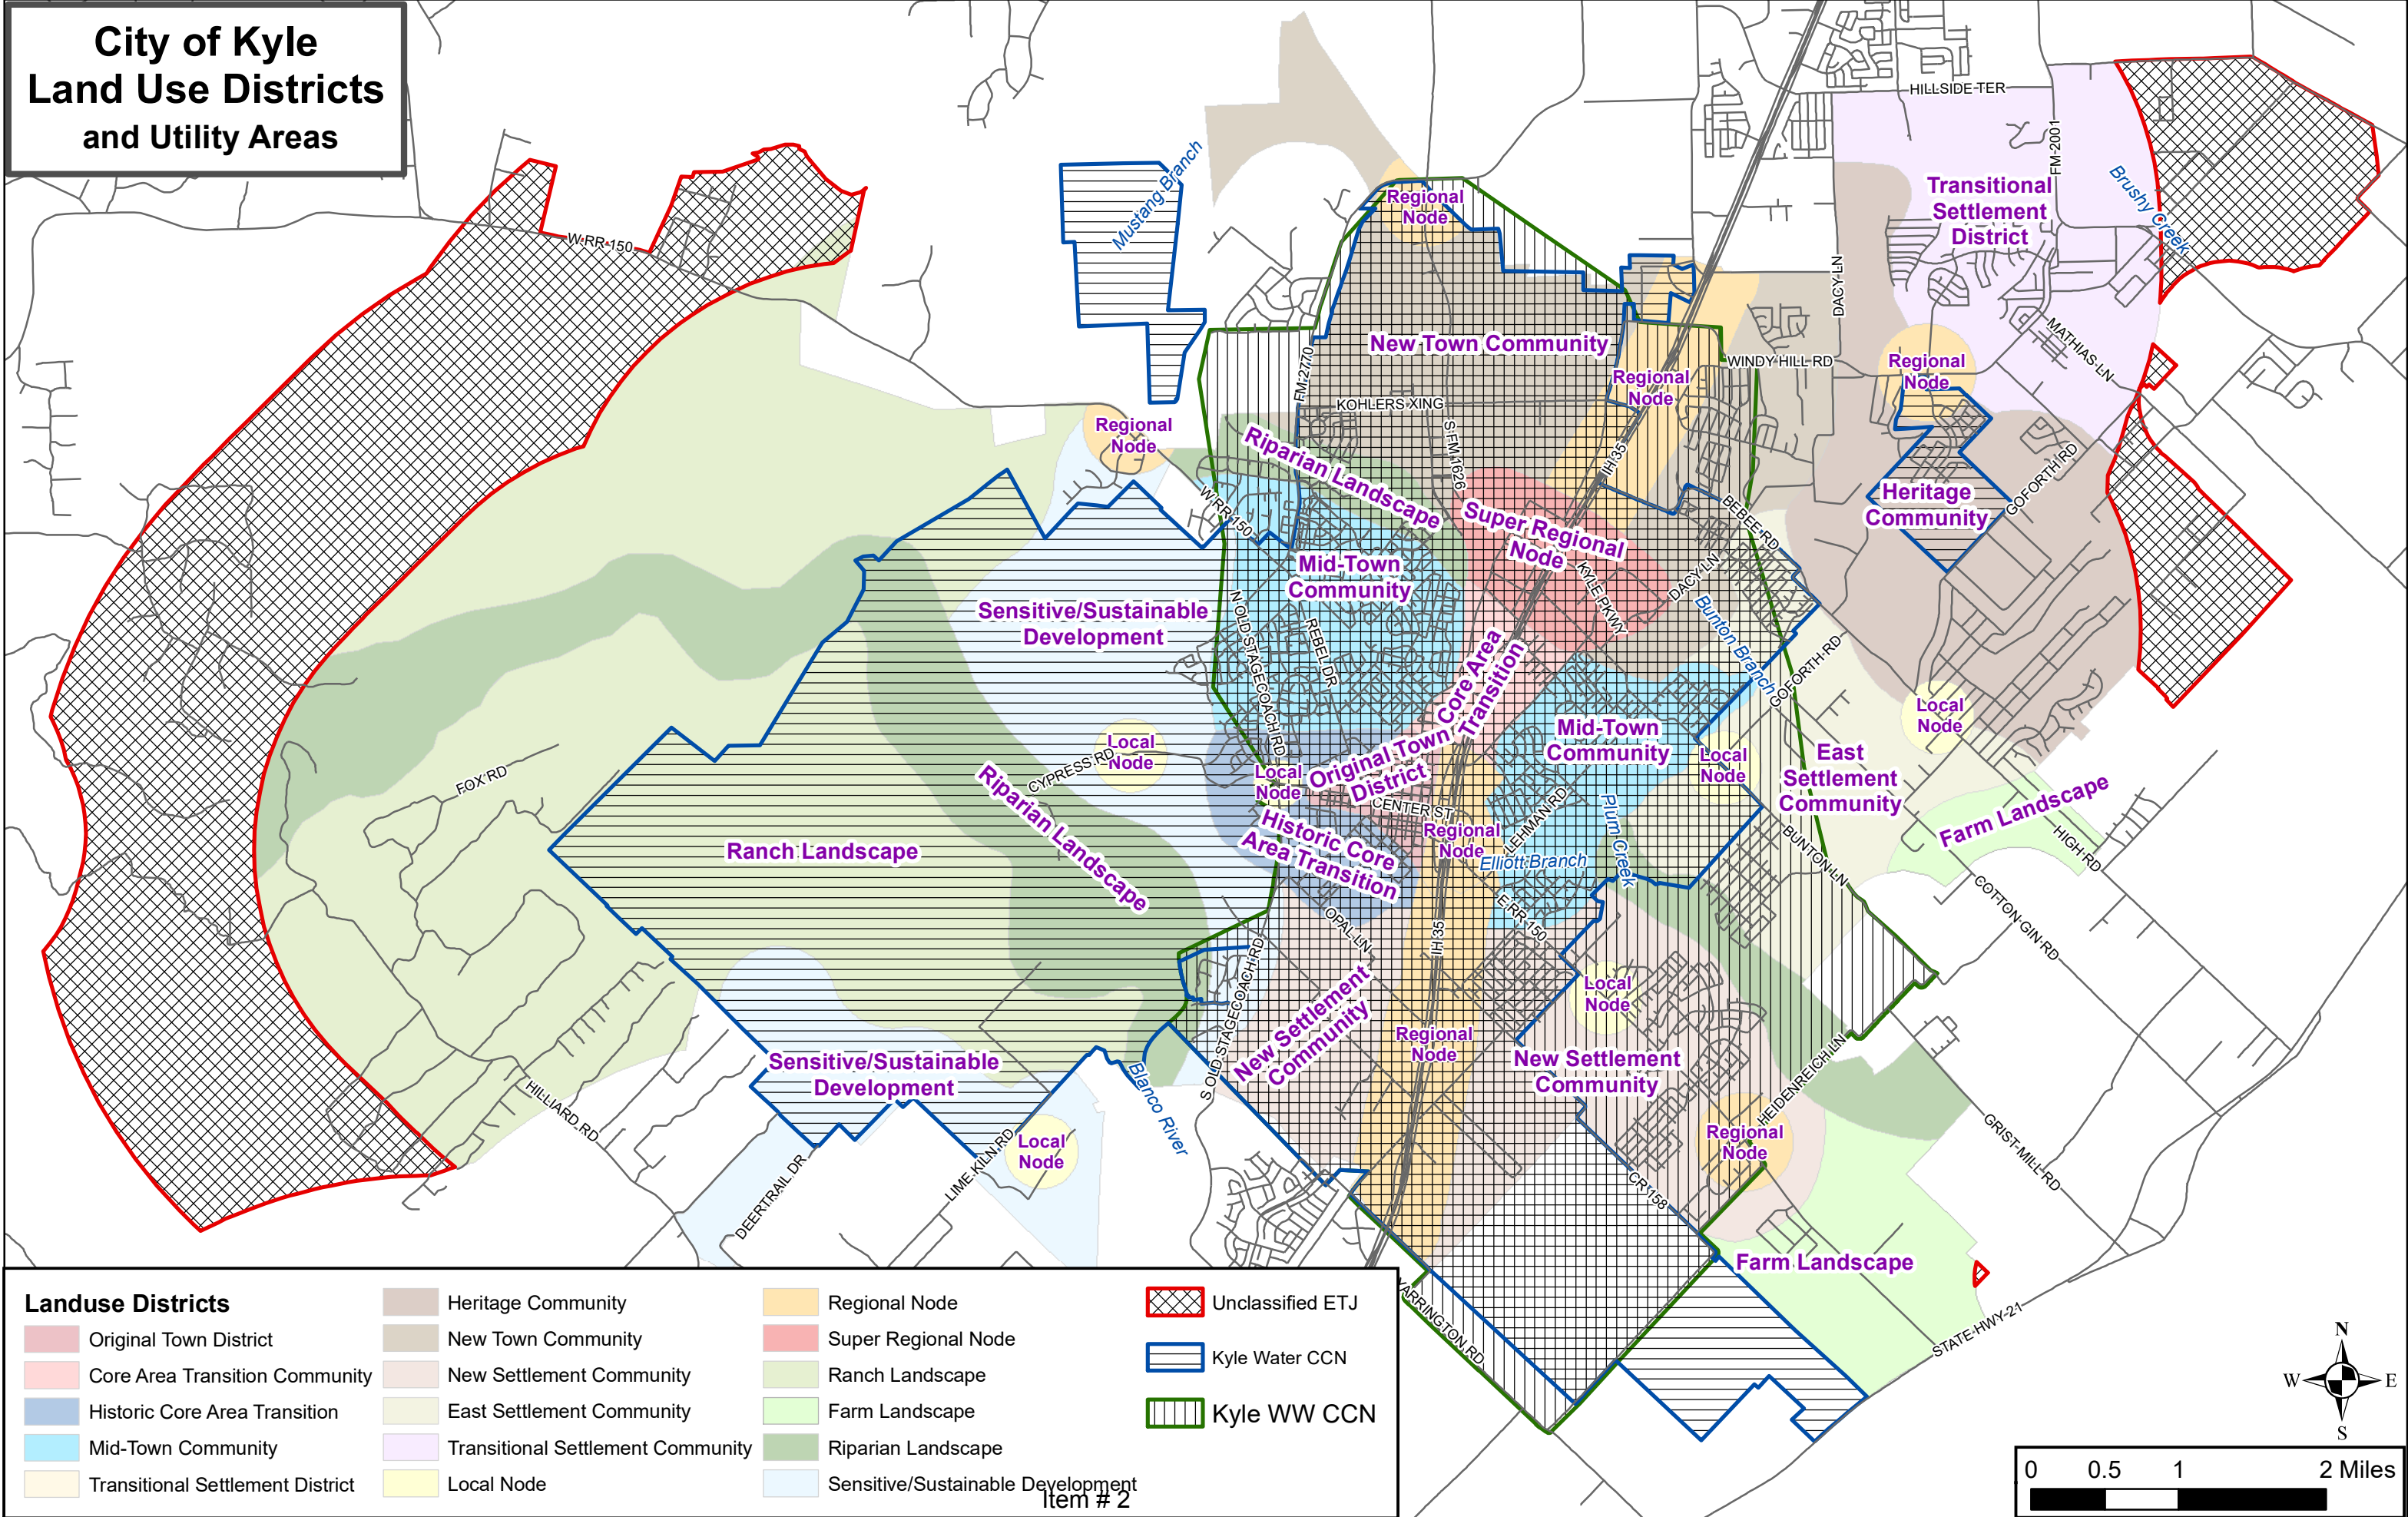 City of Kyle
Land Use Districts
and Utility Areas
HILLSIDE TER
FM-2001
Brushy Creek
Mustang Branch
Transitional
Settlement
District
Regional
Node
W RR 150
DACY LN
MATHIAS LN
New Town Community
WINDY HILL RD
FM-2770
Regional
Node
Regional
Node
KOHLERS XING
S FM 1626
Regional
Node
Riparian Landscape
IH 35
GOFORTH RD
Heritage
Community
W RR 150
Super Regional
Node
BEBEE RD
Mid-Town
Community
KYLE PKWY
DACY LN
Bunton Branch
Sensitive/Sustainable
Development
N OLD STAGECOACH RD
REBEL DR
Core Area
Transition
GOFORTH RD
Local
Node
Mid-Town
Community
Local
Node
CYPRESS RD
Local
Node
Original Town
District
Local
Node
East
Settlement
Community
FOX RD
Riparian Landscape
CENTER ST
LEHMAN RD
Plum Creek
Farm Landscape
HIGH RD
Historic Core
Area Transition
Regional
Node
Elliott Branch
BUNTON LN
Ranch Landscape
COTTON GIN RD
OPAL LN
IH 35
E RR 150
S OLD STAGECOACH RD
New Settlement
Community
Local
Node
Regional
Node
New Settlement
Community
HEIDENREICH LN
Sensitive/Sustainable
Development
Blanco River
HILLIARD RD
Local
Node
Regional
Node
GRIST MILL RD
DEERTRAIL DR
LIME KILN RD
CR 158
Farm Landscape
YARRINGTON RD
STATE HWY-21
Landuse Districts
Original Town District
Core Area Transition Community
Historic Core Area Transition
Mid-Town Community
Transitional Settlement District
Heritage Community
New Town Community
New Settlement Community
East Settlement Community
Transitional Settlement Community
Local Node
Regional Node
Super Regional Node
Ranch Landscape
Farm Landscape
Riparian Landscape
Sensitive/Sustainable Development
Unclassified ETJ
Kyle Water CCN
Kyle WW CCN
Item # 2
N
W E
S
0 0.5 1 2 Miles